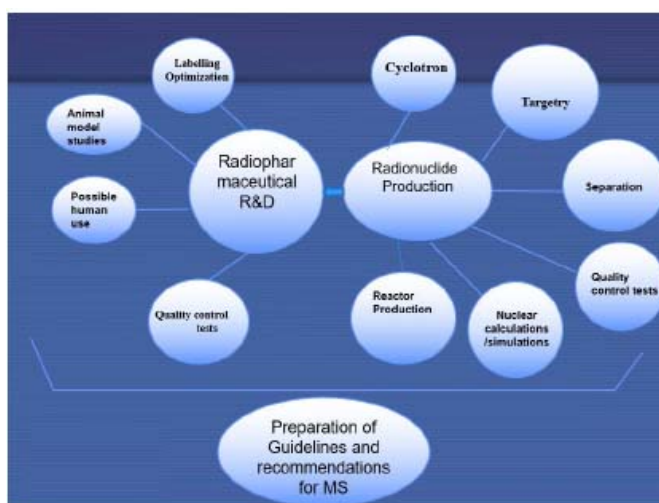 Labelling
Optimization
Cyclotron
Targetry
Animal
model
studies
Radiophar
maceutical
R&D
Radionuclide
Production
Separation
Possible
human
use
Quality control
tests
Reactor
Production
Nuclear
calculations
/simulations
Quality
control tests
Preparation of
Guidelines and
recommendations
for MS